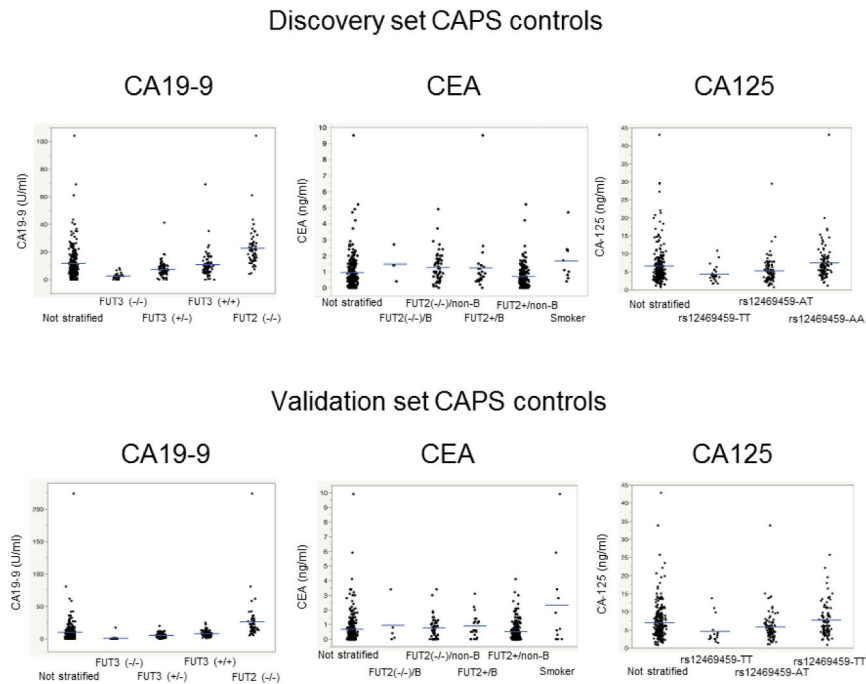 Discovery set CAPS controls
CA19-9
CEA
CA125
CA19-9 (U/ml)
100
80
60
40
20
0
FUT3 (-/-)
FUT3 (+/+)
Not stratified
FUT3 (+/-)
FUT2 (-/-)
CEA (ng/ml)
10
9
8
7
6
5
4
3
2
1
0
Not stratified
FUT2(-/-)/non-B
FUT2+/non-B
FUT2(-/-)/B
FUT2+/B
Smoker
CA-125 (ng/ml)
45
40
35
30
25
20
15
10
5
0
Not stratified
rs12469459-AT
rs12469459-TT
rs12469459-AA
Validation set CAPS controls
CA19-9
CEA
CA125
CA19-9 (U/ml)
200
150
100
50
0
FUT3 (-/-)
FUT3 (+/+)
Not stratified
FUT3 (+/-)
FUT2 (-/-)
CEA (ng/ml)
10
9
8
7
6
5
4
3
2
1
0
Not stratified
FUT2(-/-)/non-B
FUT2+/non-B
FUT2(-/-)/B
FUT2+/B
Smoker
CA-125 (ng/ml)
45
40
35
30
25
20
15
10
5
0
rs12469459-TT
rs12469459-TT
Not stratified
rs12469459-AT